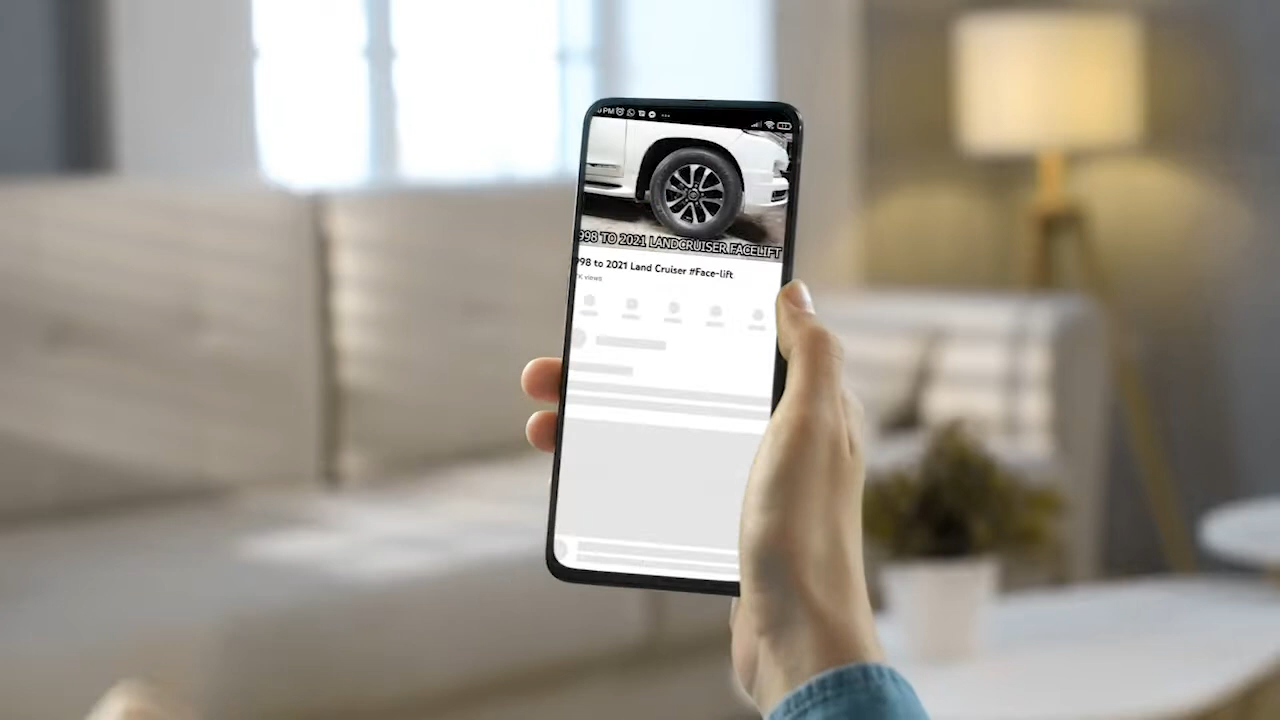 PM
998 TO 2021 LANDCRUISER FACELIFT
998 to 2021 Land Cruiser #Face-lift
K views